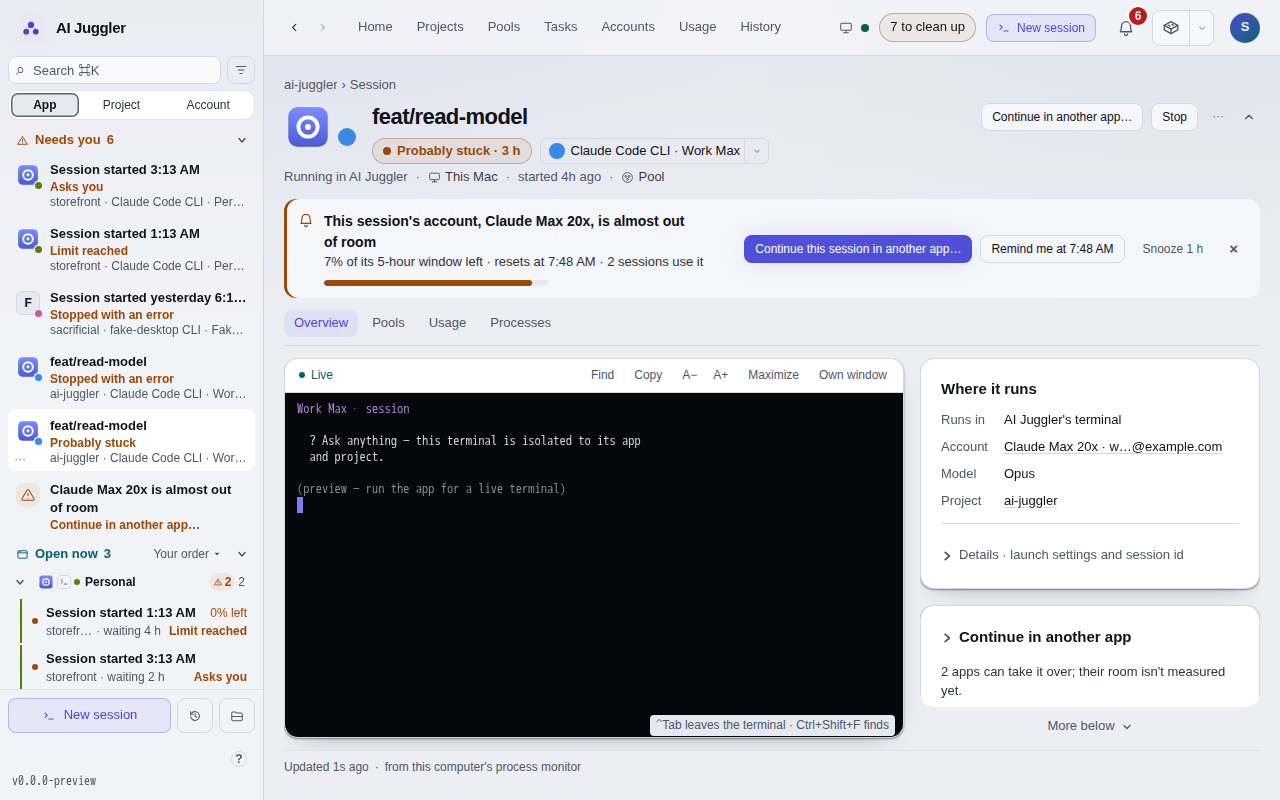 AI Juggler
Search ⌘K
App
Project
Account
Needs you 6
Session started 3:13 AM
Asks you
storefront · Claude Code CLI · Per…
Session started 1:13 AM
Limit reached
storefront · Claude Code CLI · Per…
F
Session started yesterday 6:1…
Stopped with an error
sacrificial · fake-desktop CLI · Fak…
feat/read-model
Stopped with an error
ai-juggler · Claude Code CLI · Wor…
feat/read-model
Probably stuck
ai-juggler · Claude Code CLI · Wor…
Claude Max 20x is almost out
of room
Continue in another app…
Open now 3
Your order
Personal
2
2
Session started 1:13 AM
0% left
storefr… · waiting 4 h
Limit reached
Session started 3:13 AM
storefront · waiting 2 h
Asks you
New session
?
v0.0.0-preview
Home
Projects
Pools
Tasks
Accounts
Usage
History
7 to clean up
New session
6
S
ai-juggler › Session
feat/read-model
Continue in another app…
Stop
Probably stuck · 3 h
Claude Code CLI · Work Max
Running in AI Juggler · This Mac · started 4h ago · Pool
This session's account, Claude Max 20x, is almost out
of room
7% of its 5-hour window left · resets at 7:48 AM · 2 sessions use it
Continue this session in another app…
Remind me at 7:48 AM
Snooze 1 h
×
Overview
Pools
Usage
Processes
Live
Find
Copy
A−
A+
Maximize
Own window
Work Max · session
? Ask anything — this terminal is isolated to its app
and project.
(preview — run the app for a live terminal)
^Tab leaves the terminal · Ctrl+Shift+F finds
Where it runs
Runs in AI Juggler's terminal
Account Claude Max 20x · w…@example.com
Model Opus
Project ai-juggler
Details · launch settings and session id
Continue in another app
2 apps can take it over; their room isn't measured
yet.
More below
Updated 1s ago · from this computer's process monitor